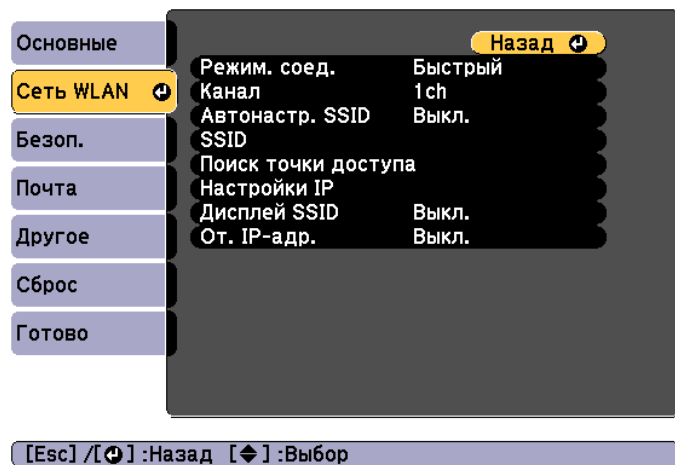 Основные
Сеть WLAN
Безоп.
Почта
Другое
Сброс
Готово
Назад
Режим. соед. Быстрый
Канал 1ch
Автонастр. SSID Выкл.
SSID
Поиск точки доступа
Настройки IP
Дисплей SSID Выкл.
От. IP-адр. Выкл.
[Esc] /[⏎] :Назад [◆] :Выбор